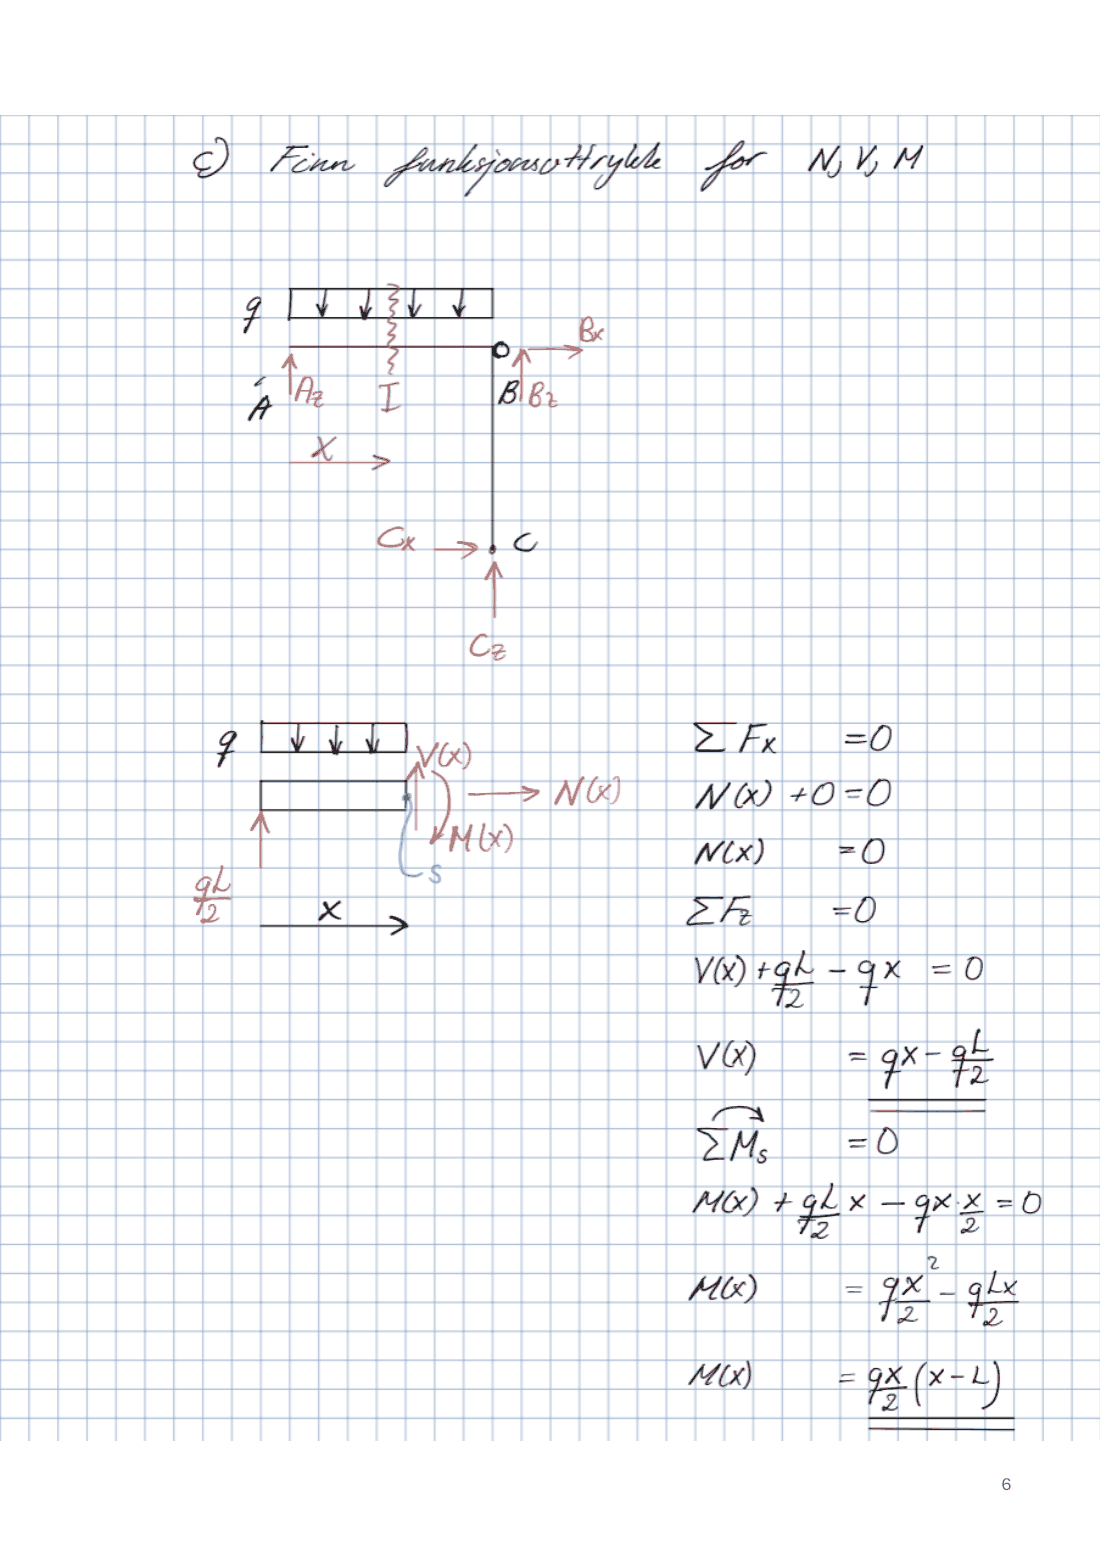 c) Finn funksjonsuttrykk for N, V, M
q
Bx
A Az I B Bz
X
Cx C
Cz
q V(x)
N(x)
M(x)
S
qL/2
x
ΣFx = 0
N(x) + 0 = 0
N(x) = 0
ΣFz = 0
V(x) + qL/2 - qx = 0
V(x) = qx - qL/2
ΣMs = 0
M(x) + qL/2 x - qx · x/2 = 0
M(x) = qx²/2 - qLx/2
M(x) = qx/2 (x - L)
6